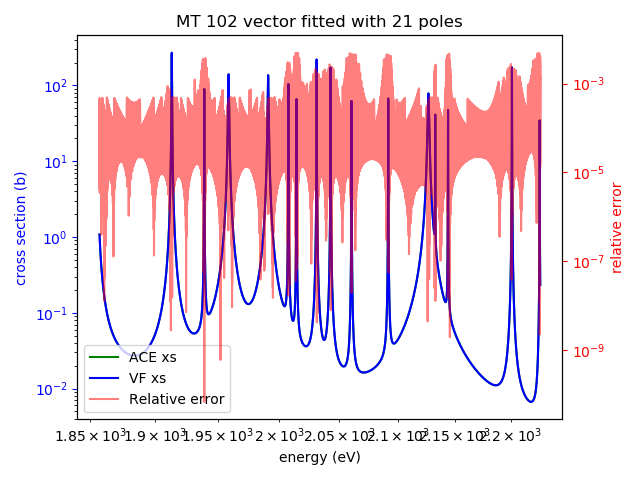 MT 102 vector fitted with 21 poles
cross section (b)
10²
10¹
10⁰
10⁻¹
10⁻²
10⁻³
10⁻⁵
10⁻⁷
10⁻⁹
relative error
ACE xs
VF xs
Relative error
1.85 × 10³ 1.9 × 10³ 1.95 × 10³ 2 × 10³ 2.05 × 10³ 2.1 × 10³ 2.15 × 10³ 2.2 × 10³
energy (eV)